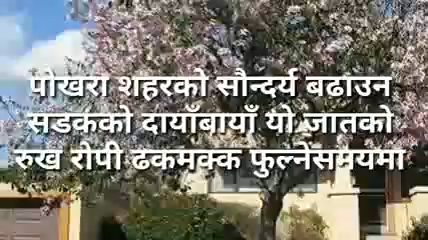 पोखरा शहरको सौन्दर्य बढाउन
सडकको दायाँबायाँ यो जातको
रुख रोपी ढकमक्क फुल्नेसमयमा